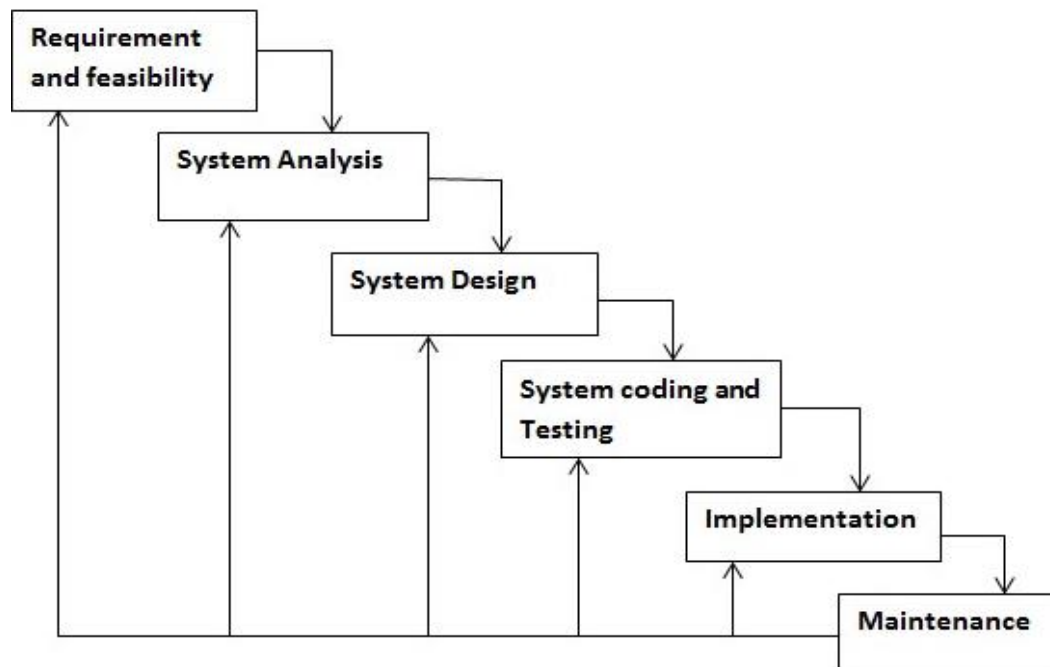 Requirement
and feasibility
System Analysis
System Design
System coding and
Testing
Implementation
Maintenance